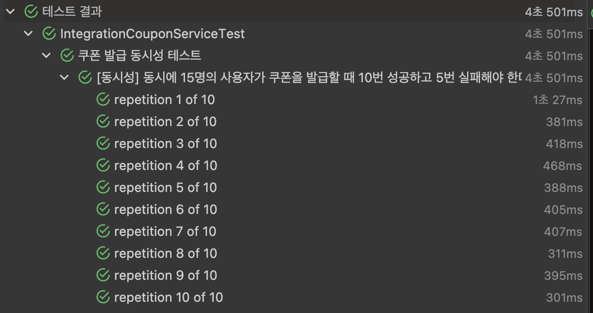 테스트 결과 4초 501ms
IntegrationCouponServiceTest 4초 501ms
쿠폰 발급 동시성 테스트 4초 501ms
[동시성] 동시에 15명의 사용자가 쿠폰을 발급할 때 10번 성공하고 5번 실패해야 한 4초 501ms
repetition 1 of 10 1초 27ms
repetition 2 of 10 381ms
repetition 3 of 10 418ms
repetition 4 of 10 468ms
repetition 5 of 10 388ms
repetition 6 of 10 405ms
repetition 7 of 10 407ms
repetition 8 of 10 311ms
repetition 9 of 10 395ms
repetition 10 of 10 301ms